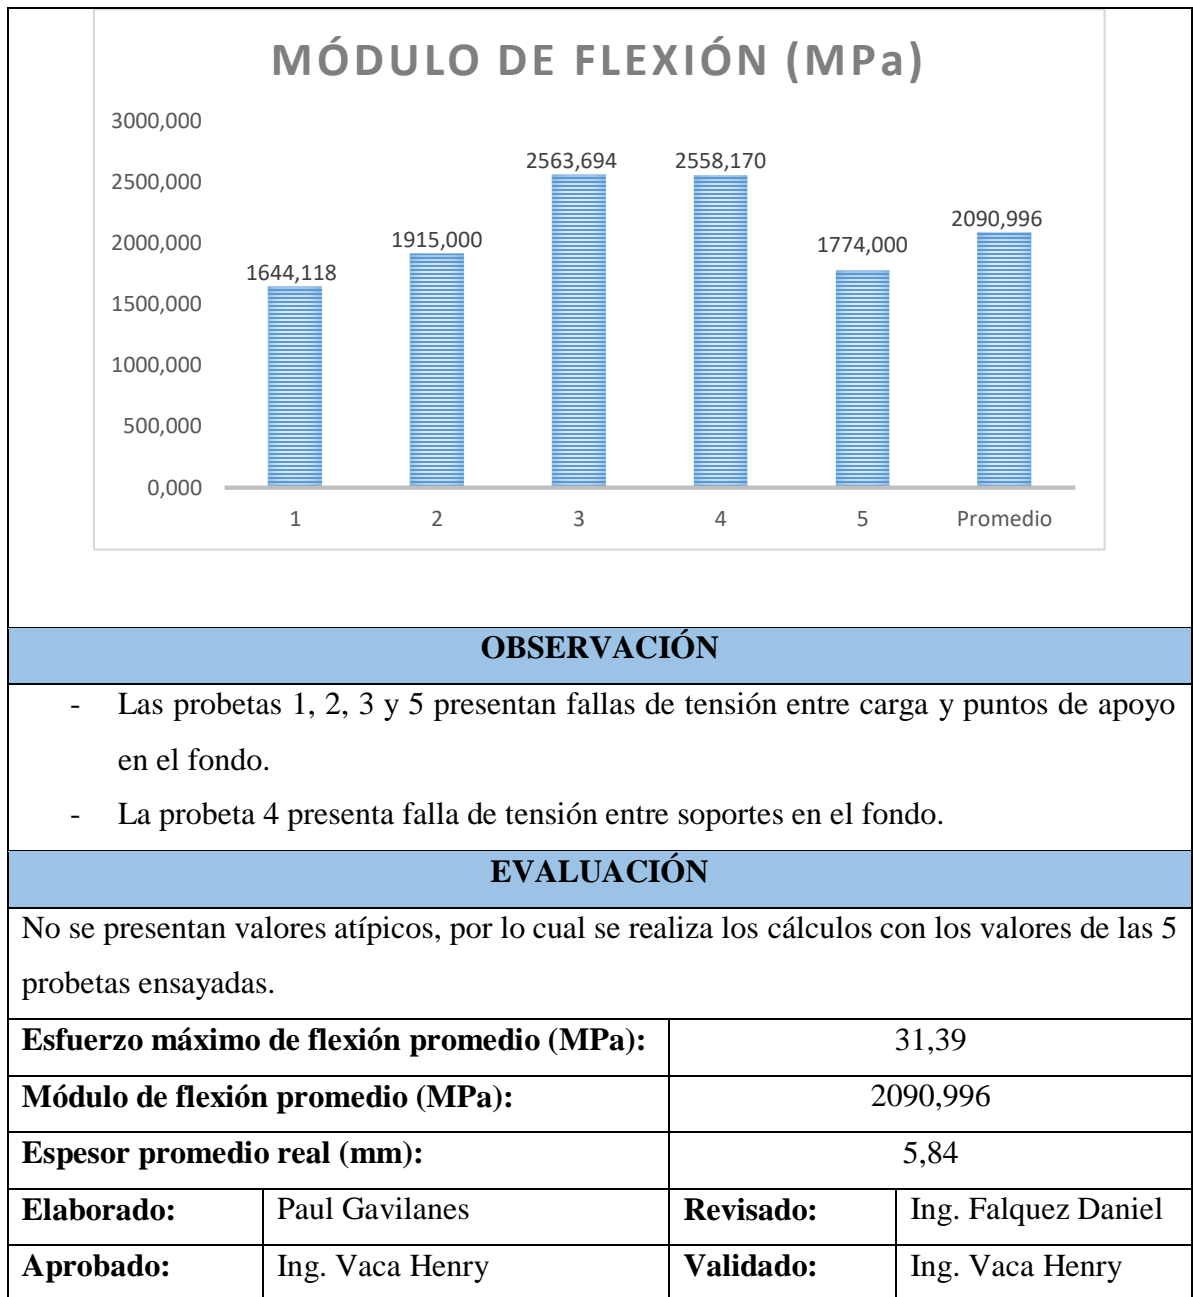 MÓDULO DE FLEXIÓN (MPa)
3000,000
2500,000
2000,000
1500,000
1000,000
500,000
0,000
1644,118
1915,000
2563,694
2558,170
1774,000
2090,996
1 2 3 4 5 Promedio
OBSERVACIÓN
- Las probetas 1, 2, 3 y 5 presentan fallas de tensión entre carga y puntos de apoyo
en el fondo.
- La probeta 4 presenta falla de tensión entre soportes en el fondo.
EVALUACIÓN
No se presentan valores atípicos, por lo cual se realiza los cálculos con los valores de las 5
probetas ensayadas.
Esfuerzo máximo de flexión promedio (MPa): 31,39
Módulo de flexión promedio (MPa): 2090,996
Espesor promedio real (mm): 5,84
Elaborado: Paul Gavilanes Revisado: Ing. Falquez Daniel
Aprobado: Ing. Vaca Henry Validado: Ing. Vaca Henry